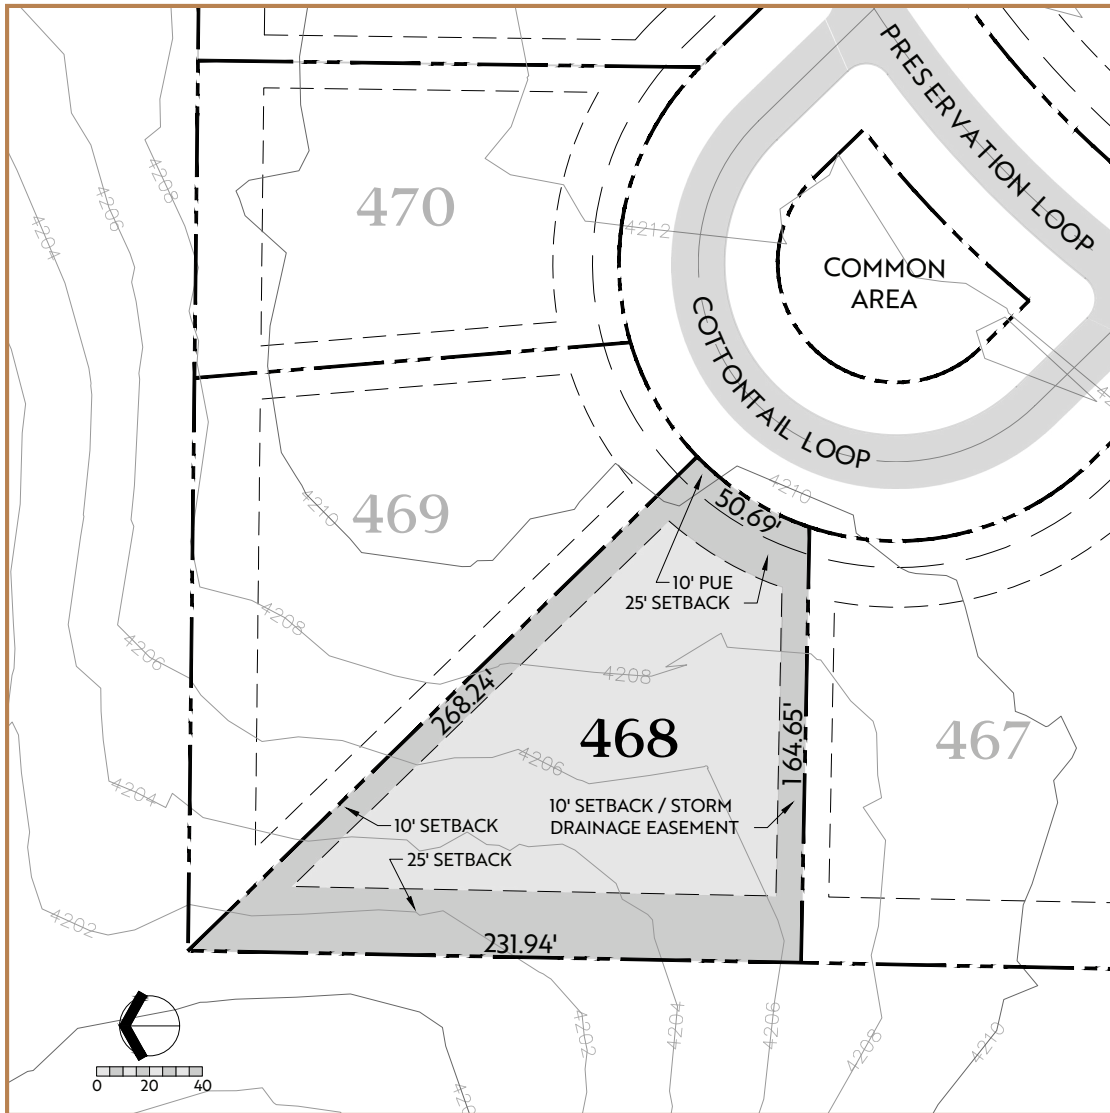 PRESERVATION LOOP
4208
4206
4204
470
4212
COMMON
AREA
COTTONTAIL LOOP
4210
469
4210
50.69'
10' PUE
25' SETBACK
4208
4206
4208
268.24'
468
164.65'
467
4206
4204
10' SETBACK / STORM
DRAINAGE EASEMENT
10' SETBACK
25' SETBACK
4202
231.94'
4202
4204
4206
4208
4210
0 20 40